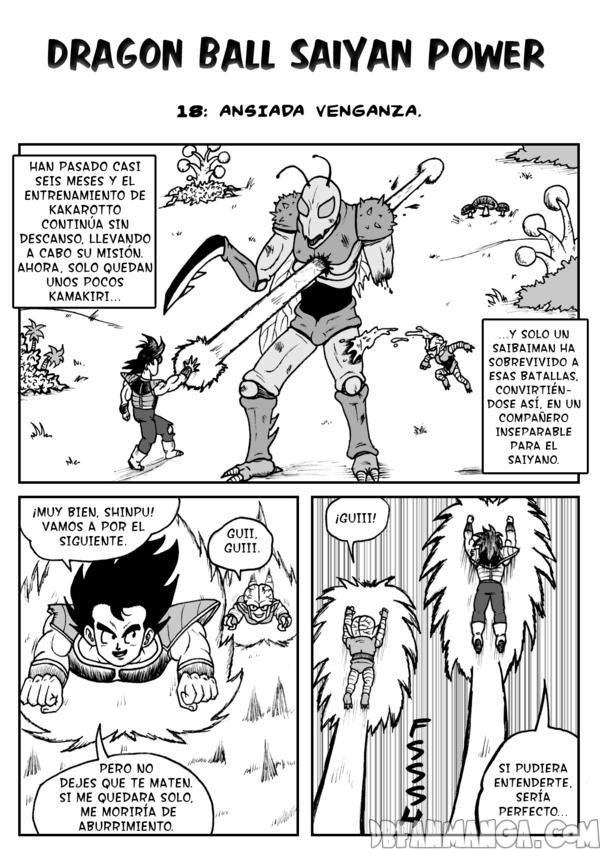 DRAGON BALL SAIYAN POWER
18: ANSIADA VENGANZA.
HAN PASADO CASI
SEIS MESES Y EL
ENTRENAMIENTO DE
KAKAROTTO
CONTINÚA SIN
DESCANSO, LLEVANDO
A CABO SU MISIÓN.
AHORA, SOLO QUEDAN
UNOS POCOS
KAMAKIRI...
...Y SOLO UN
SAIBAIMAN HA
SOBREVIVIDO A
ESAS BATALLAS,
CONVIRTIÉN-
DOSE ASÍ, EN UN
COMPAÑERO
INSEPARABLE
PARA EL
SAIYANO.
¡MUY BIEN, SHINPU!
VAMOS A POR EL
SIGUIENTE.
GUII,
GUIII.
PERO NO
DEJES QUE TE MATEN.
SI ME QUEDARA SOLO,
ME MORIRÍA DE
ABURRIMIENTO.
¡GUIII!
FSSSSH
SI PUDIERA
ENTENDERTE,
SERÍA
PERFECTO...
DBFANMANGA.COM